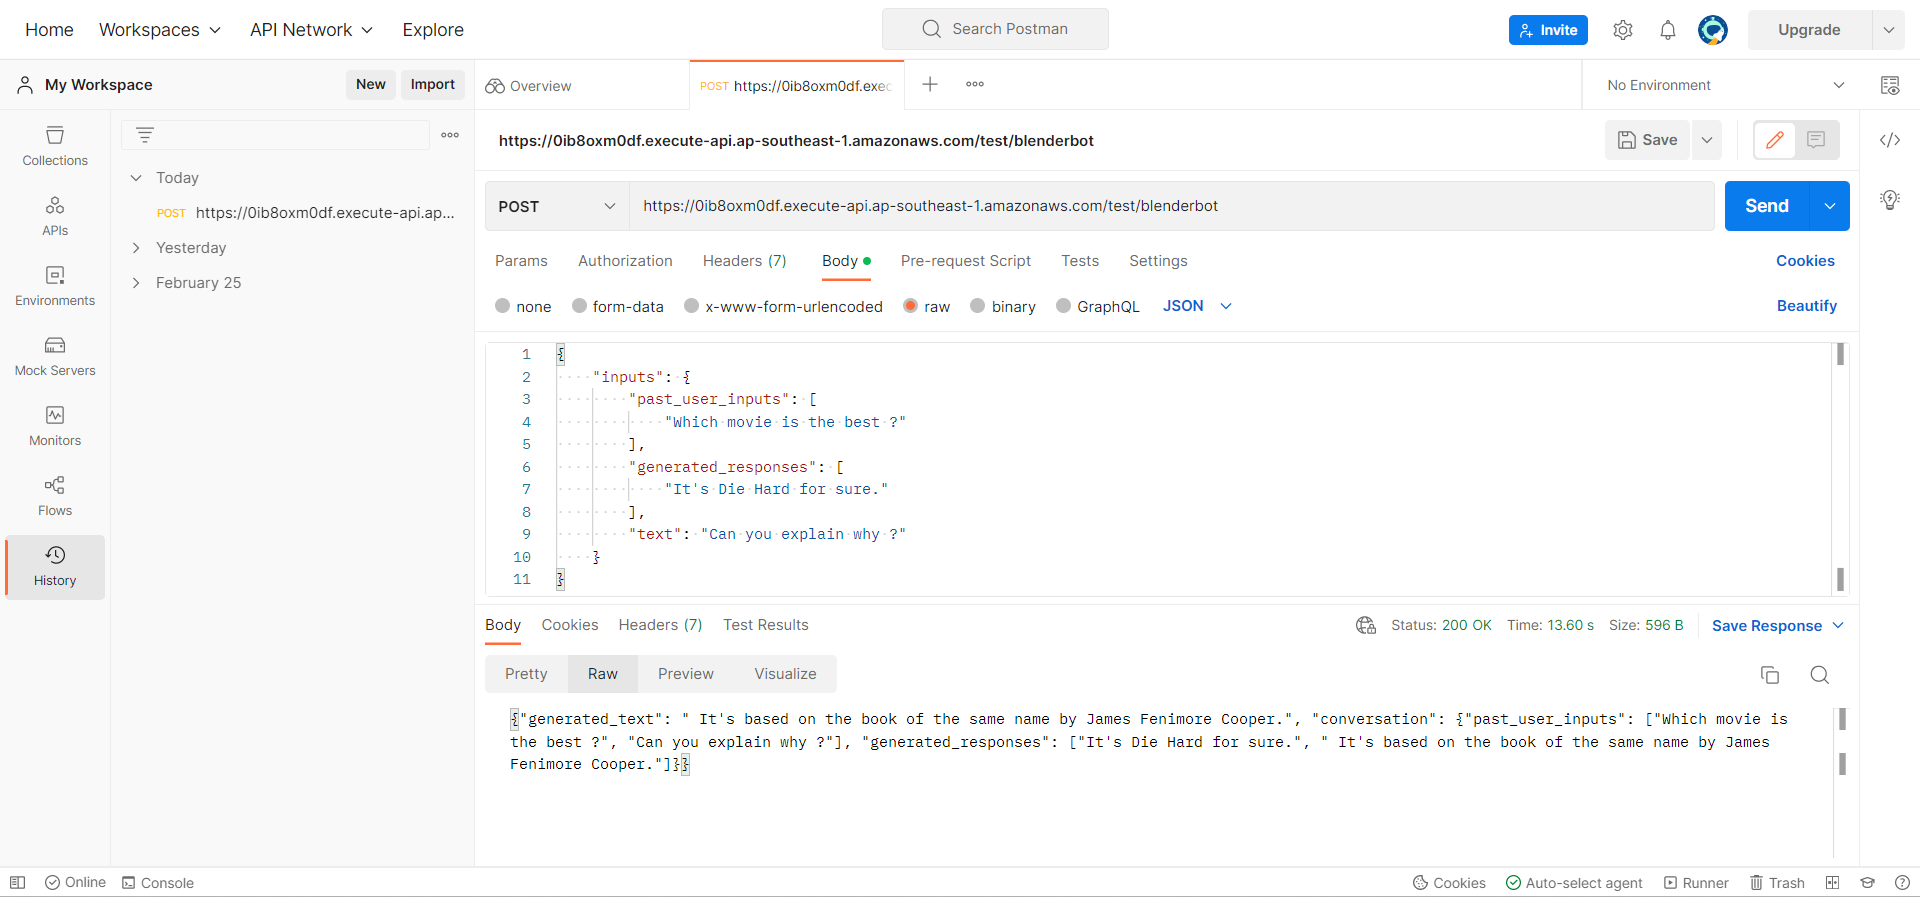 Home Workspaces API Network Explore Search Postman Invite Upgrade
My Workspace New Import Overview POST https://0ib8oxm0df.exec No Environment
https://0ib8oxm0df.execute-api.ap-southeast-1.amazonaws.com/test/blenderbot Save
Collections
APIs
Environments
Mock Servers
Monitors
Flows
History
Today
POST https://0ib8oxm0df.execute-api.ap...
Yesterday
February 25
POST https://0ib8oxm0df.execute-api.ap-southeast-1.amazonaws.com/test/blenderbot Send
Params Authorization Headers (7) Body Pre-request Script Tests Settings Cookies
none form-data x-www-form-urlencoded raw binary GraphQL JSON Beautify
1 {
2 "inputs": {
3 "past_user_inputs": [
4 "Which movie is the best ?"
5 ],
6 "generated_responses": [
7 "It's Die Hard for sure."
8 ],
9 "text": "Can you explain why ?"
10 }
11 }
Body Cookies Headers (7) Test Results Status: 200 OK Time: 13.60 s Size: 596 B Save Response
Pretty Raw Preview Visualize
{"generated_text": " It's based on the book of the same name by James Fenimore Cooper.", "conversation": {"past_user_inputs": ["Which movie is
the best ?", "Can you explain why ?"], "generated_responses": ["It's Die Hard for sure.", " It's based on the book of the same name by James
Fenimore Cooper."]}}
Online Console Cookies Auto-select agent Runner Trash